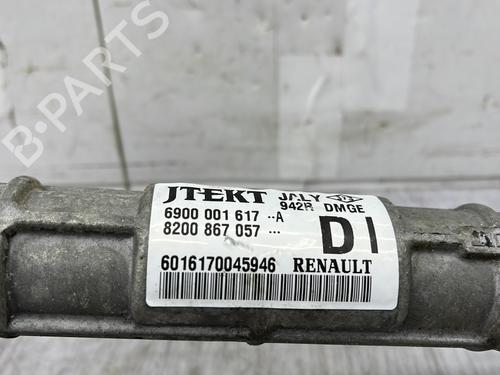 B-PARTS
JTEKT JALY
942R DMGE
6900 001 617 ··A
8200 867 057 ···
DI
6016170045946 RENAULT